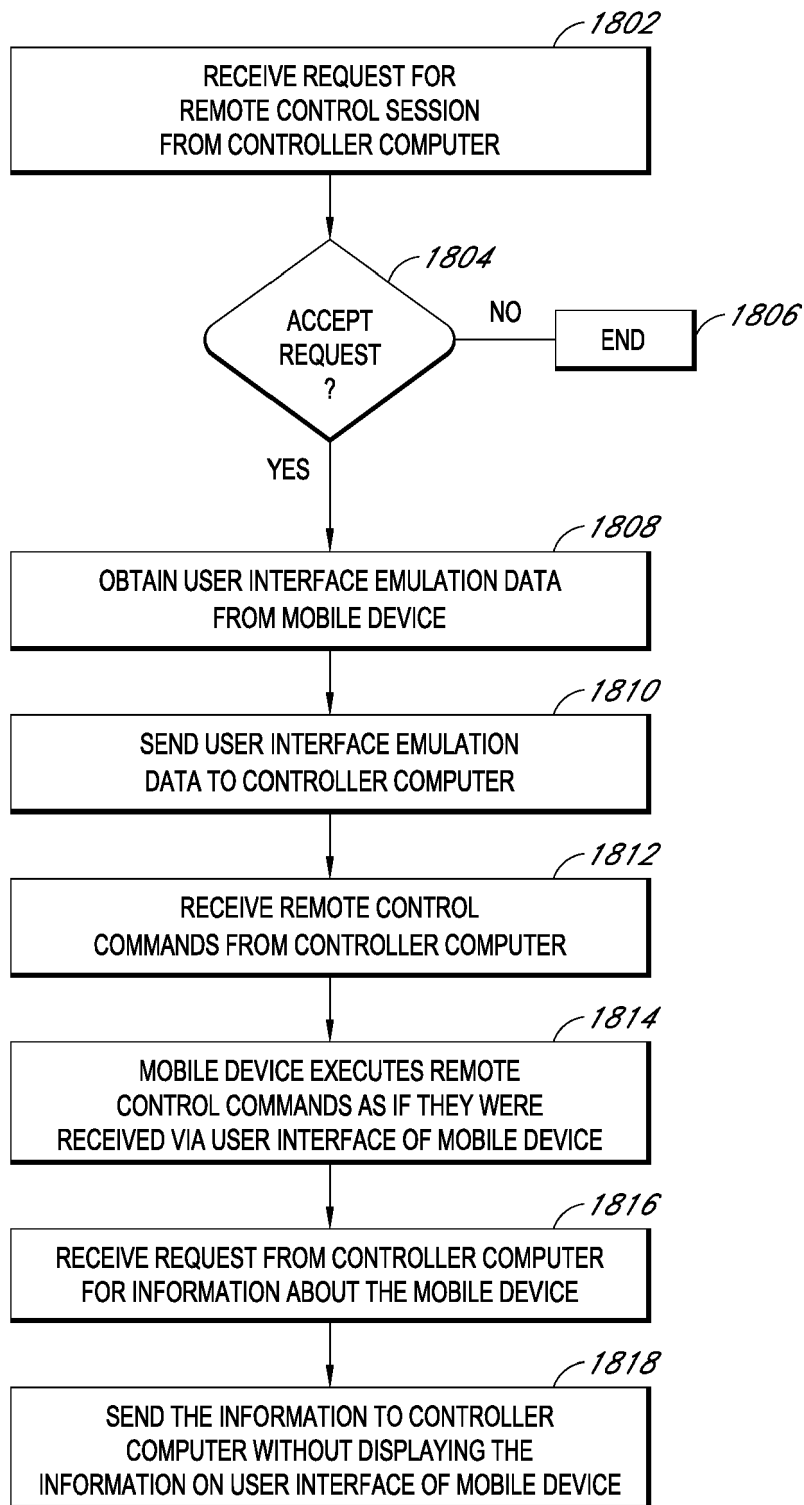 1802
RECEIVE REQUEST FOR
REMOTE CONTROL SESSION
FROM CONTROLLER COMPUTER
1804
ACCEPT
REQUEST
?
NO
END
1806
YES
1808
OBTAIN USER INTERFACE EMULATION DATA
FROM MOBILE DEVICE
1810
SEND USER INTERFACE EMULATION
DATA TO CONTROLLER COMPUTER
1812
RECEIVE REMOTE CONTROL
COMMANDS FROM CONTROLLER COMPUTER
1814
MOBILE DEVICE EXECUTES REMOTE
CONTROL COMMANDS AS IF THEY WERE
RECEIVED VIA USER INTERFACE OF MOBILE DEVICE
1816
RECEIVE REQUEST FROM CONTROLLER COMPUTER
FOR INFORMATION ABOUT THE MOBILE DEVICE
1818
SEND THE INFORMATION TO CONTROLLER
COMPUTER WITHOUT DISPLAYING THE
INFORMATION ON USER INTERFACE OF MOBILE DEVICE